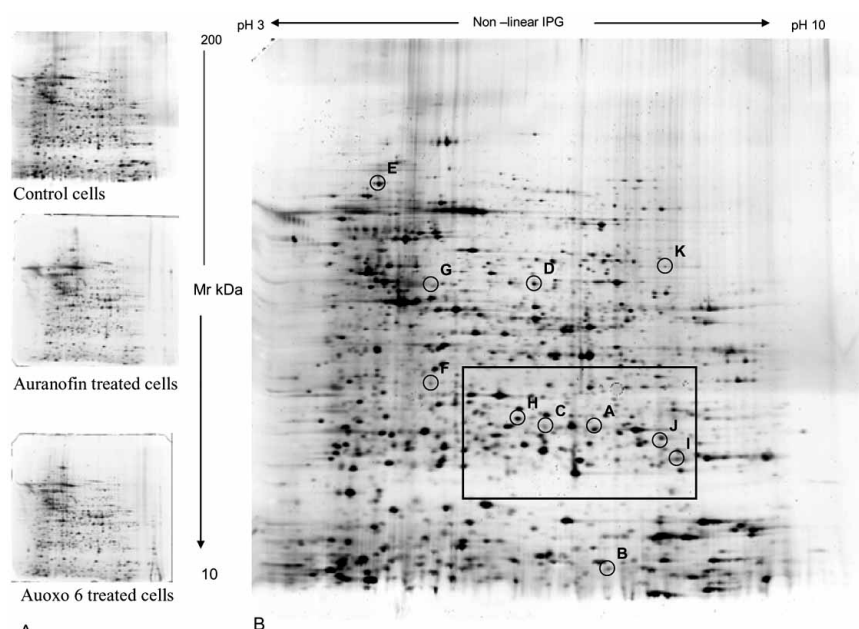 pH 3
Non –linear IPG
pH 10
200
Control cells
Mr kDa
Auranofin treated cells
10
Auoxo 6 treated cells
A
B
E
K
G
D
F
H
C
A
J
I
B